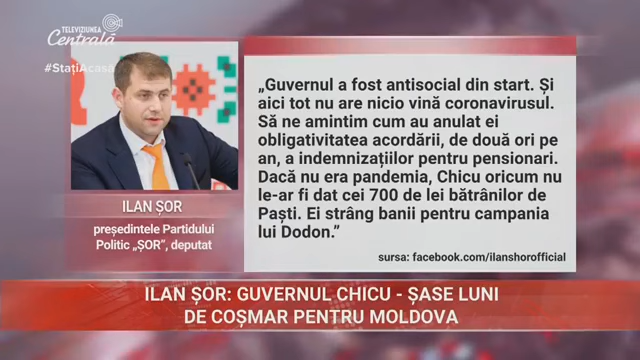 TELEVIZIUNEA
Centrală
#StațiAcasă
„Guvernul a fost antisocial din start. Și
aici tot nu are nicio vină coronavirusul.
Să ne amintim cum au anulat ei
obligativitatea acordării, de două ori pe
an, a indemnizațiilor pentru pensionari.
Dacă nu era pandemia, Chicu oricum nu
le-ar fi dat cei 700 de lei bătrânilor de
Paști. Ei strâng banii pentru campania
lui Dodon.”
sursa: facebook.com/ilanshorofficial
ILAN ȘOR
președintele Partidului
Politic „ȘOR”, deputat
ILAN ȘOR: GUVERNUL CHICU - ȘASE LUNI
DE COȘMAR PENTRU MOLDOVA